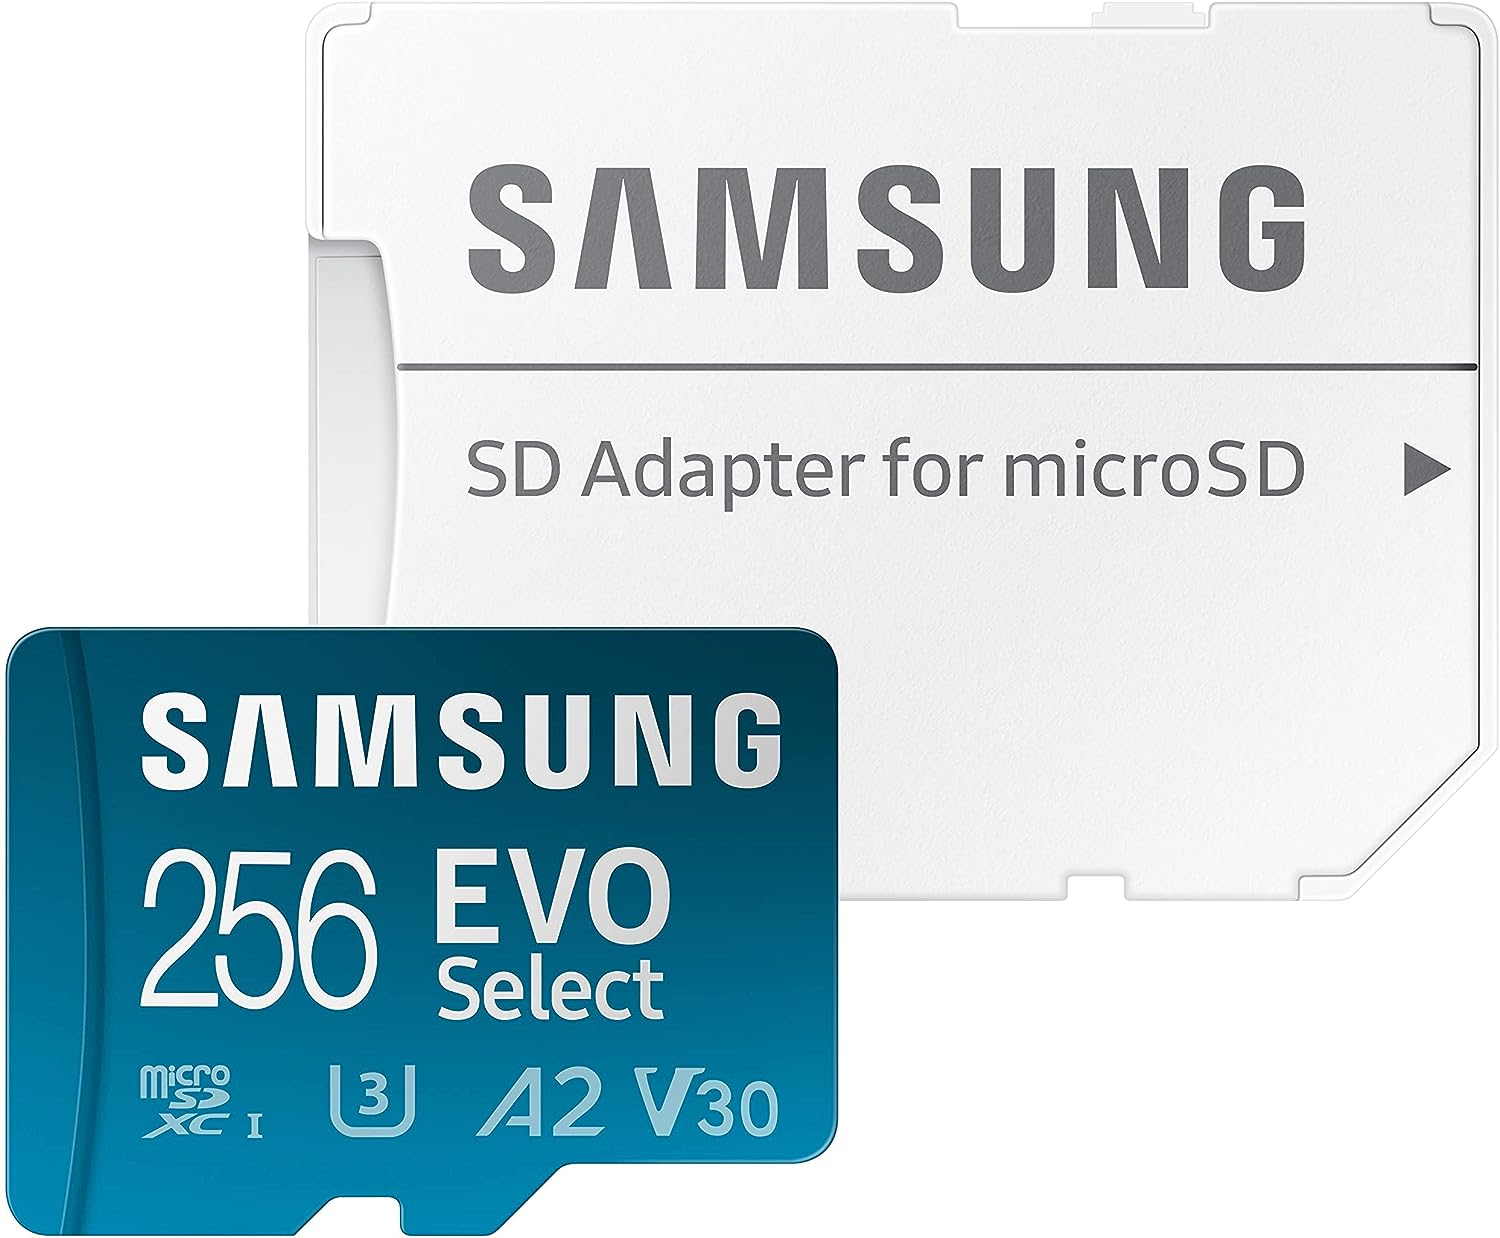 SAMSUNG
SD Adapter for microSD
SAMSUNG
256 EVO
Select
micro SD XC I U3 A2 V30